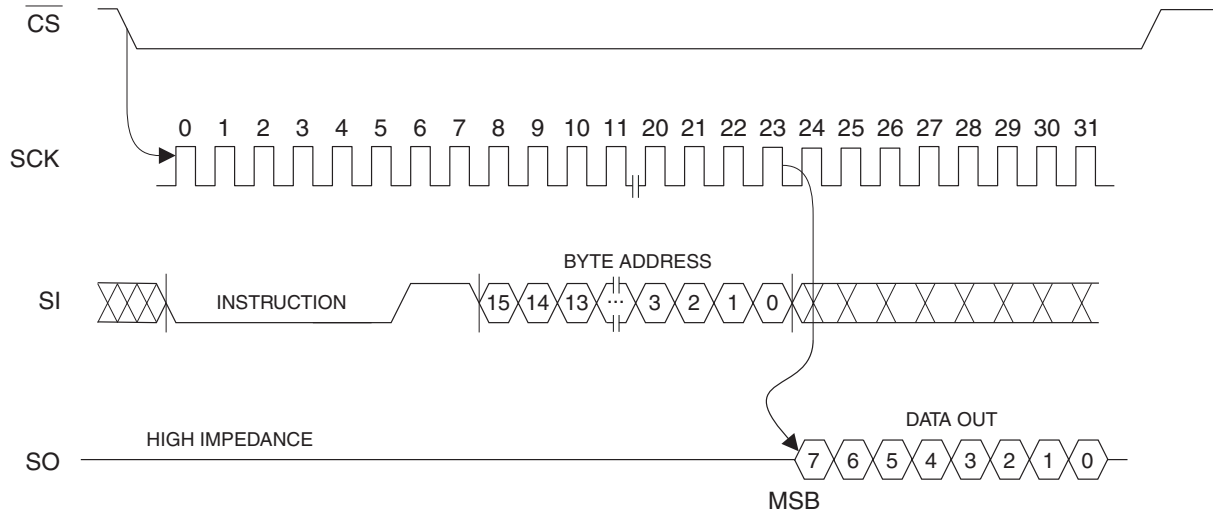 CS
0 1 2 3 4 5 6 7 8 9 10 11 20 21 22 23 24 25 26 27 28 29 30 31
SCK
BYTE ADDRESS
SI INSTRUCTION 15 14 13 ... 3 2 1 0
DATA OUT
HIGH IMPEDANCE
SO 7 6 5 4 3 2 1 0
MSB